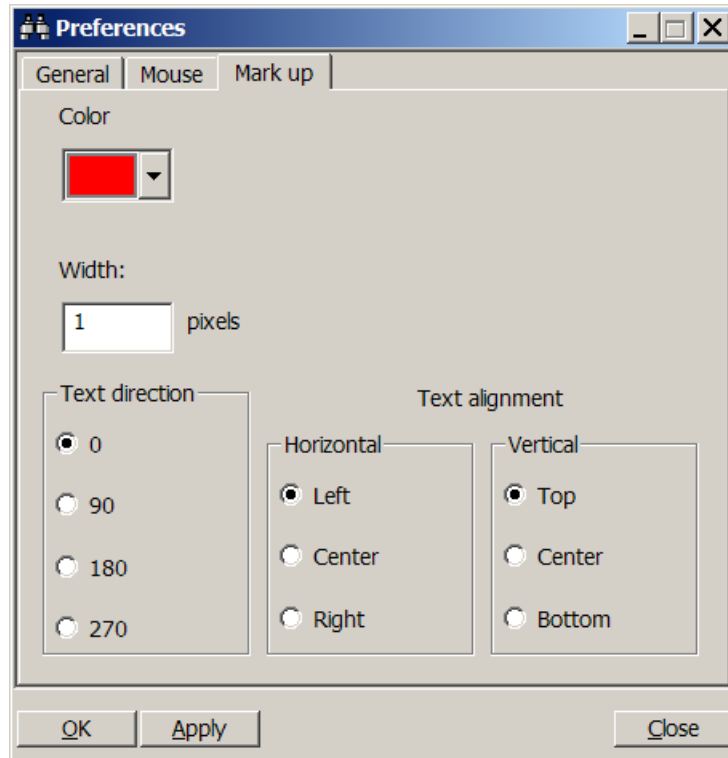 Preferences
General Mouse Mark up
Color
Width:
1 pixels
Text direction
0
90
180
270
Text alignment
Horizontal
Left
Center
Right
Vertical
Top
Center
Bottom
OK Apply Close